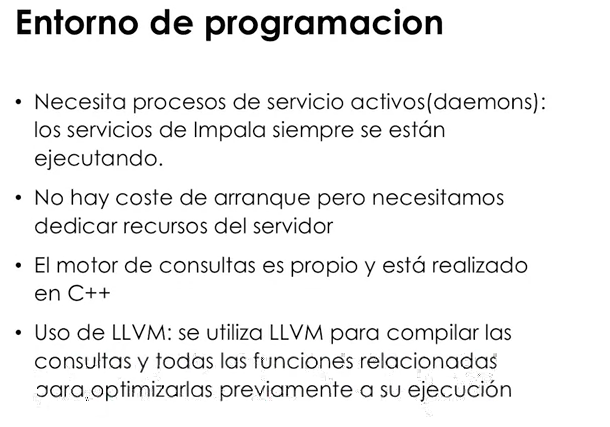 Entorno de programacion
• Necesita procesos de servicio activos(daemons):
los servicios de Impala siempre se están
ejecutando.
• No hay coste de arranque pero necesitamos
dedicar recursos del servidor
• El motor de consultas es propio y está realizado
en C++
• Uso de LLVM: se utiliza LLVM para compilar las
consultas y todas las funciones relacionadas
para optimizarlas previamente a su ejecución